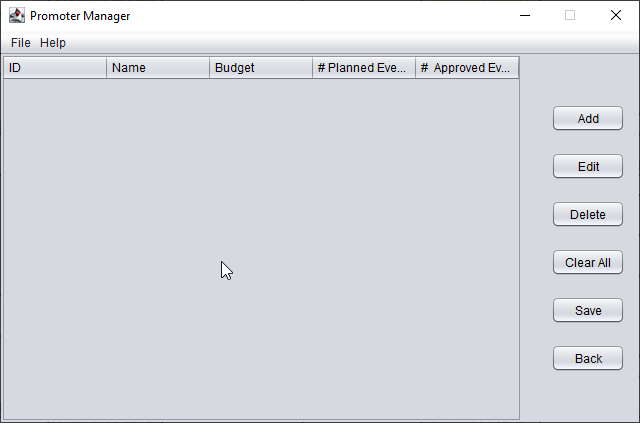 Promoter Manager
File Help
ID Name Budget # Planned Eve... # Approved Ev...
Add
Edit
Delete
Clear All
Save
Back